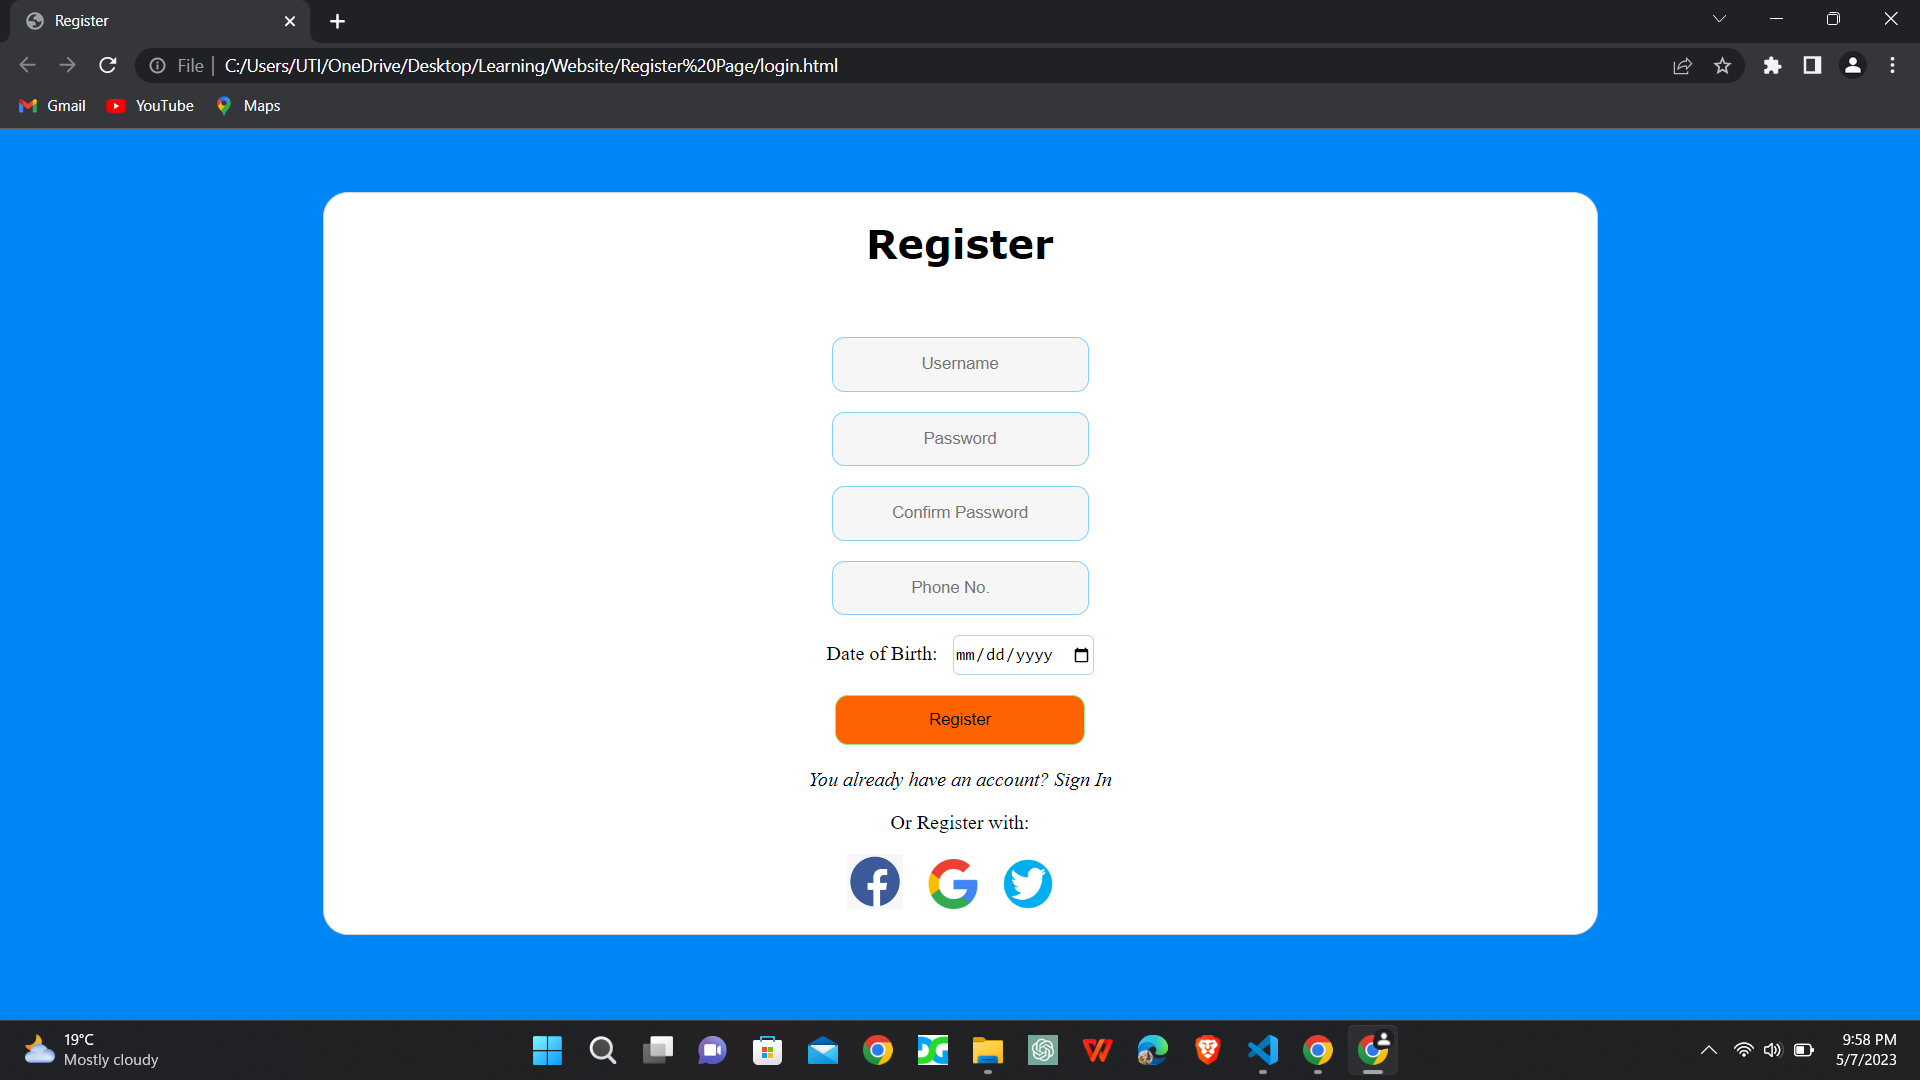 Register
File
C:/Users/UTI/OneDrive/Desktop/Learning/Website/Register%20Page/login.html
Gmail YouTube Maps
Register
Username
Password
Confirm Password
Phone No.
Date of Birth: mm/dd/yyyy
Register
You already have an account? Sign In
Or Register with:
19°C
Mostly cloudy
9:58 PM
5/7/2023